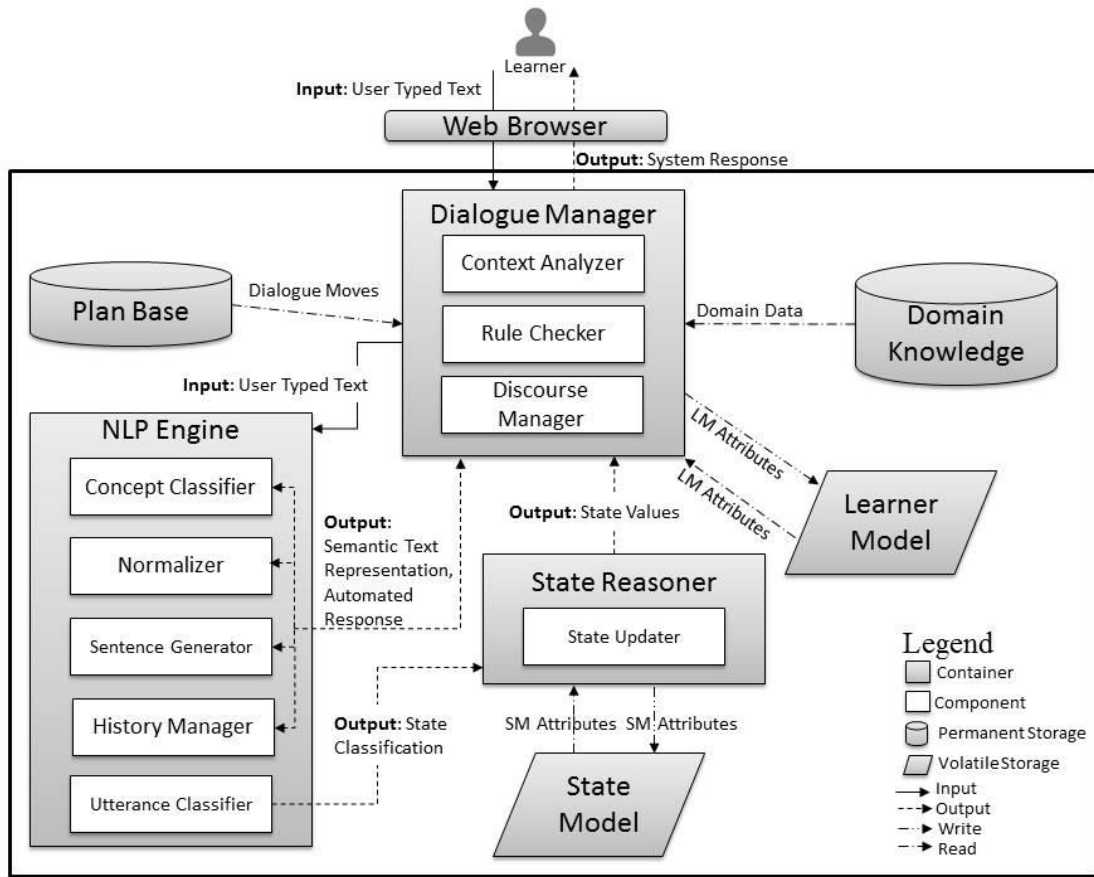 Learner
Input: User Typed Text
Web Browser
Output: System Response
Dialogue Manager
Context Analyzer
Rule Checker
Discourse
Manager
Plan Base
Dialogue Moves
Domain Data
Domain
Knowledge
Input: User Typed Text
NLP Engine
Concept Classifier
Normalizer
Sentence Generator
History Manager
Utterance Classifier
Output:
Semantic Text
Representation,
Automated
Response
Output: State
Classification
Output: State Values
LM Attributes
LM Attributes
Learner
Model
State Reasoner
State Updater
SM Attributes
SM Attributes
State
Model
Legend
Container
Component
Permanent Storage
Volatile Storage
Input
Output
Write
Read